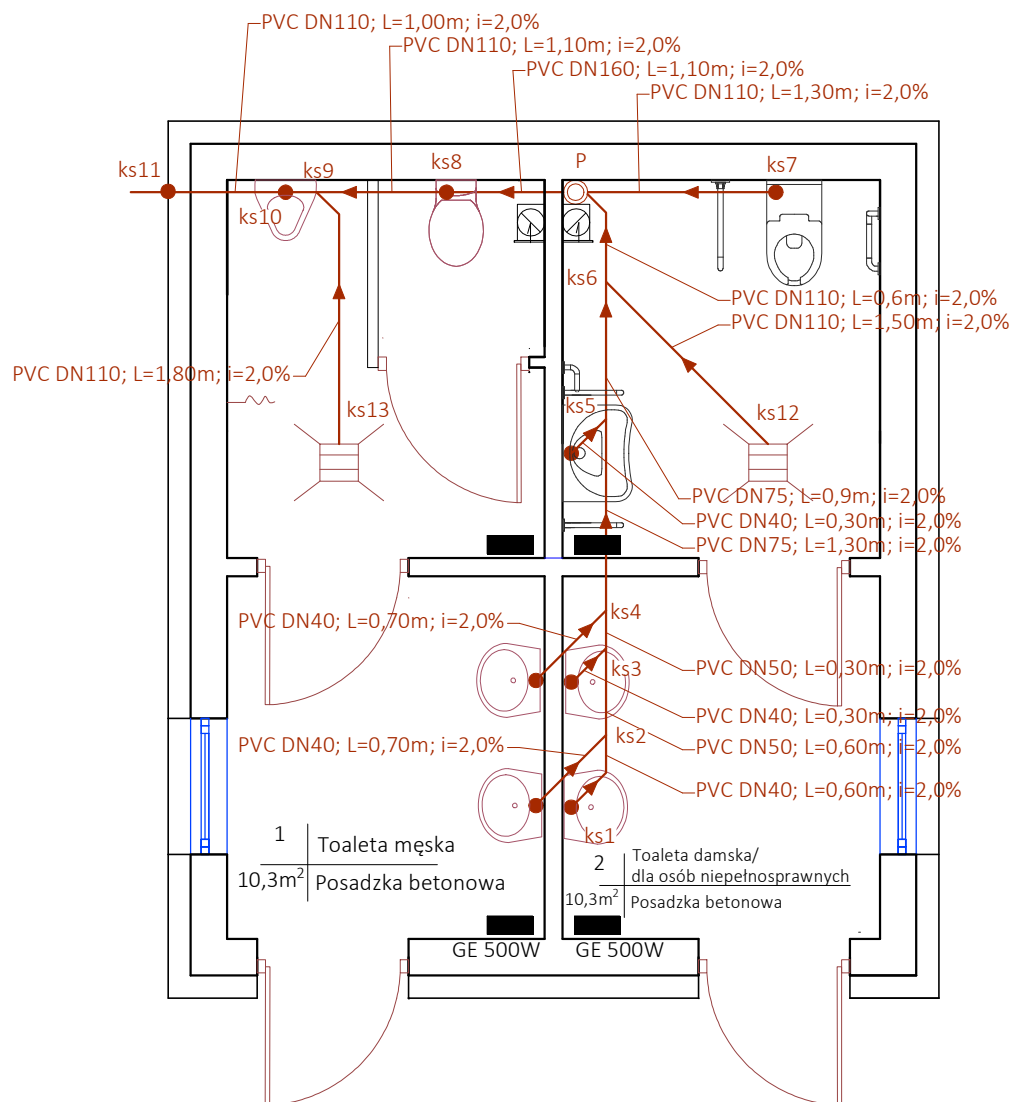 PVC DN110; L=1,00m; i=2,0%
PVC DN110; L=1,10m; i=2,0%
PVC DN160; L=1,10m; i=2,0%
PVC DN110; L=1,30m; i=2,0%
ks11
ks9
ks8
P
ks7
ks10
ks6
PVC DN110; L=0,6m; i=2,0%
PVC DN110; L=1,50m; i=2,0%
PVC DN110; L=1,80m; i=2,0%
ks13
ks5
ks12
PVC DN75; L=0,9m; i=2,0%
PVC DN40; L=0,30m; i=2,0%
PVC DN75; L=1,30m; i=2,0%
PVC DN40; L=0,70m; i=2,0%
ks4
ks3
PVC DN50; L=0,30m; i=2,0%
PVC DN40; L=0,30m; i=2,0%
PVC DN40; L=0,70m; i=2,0%
ks2
PVC DN50; L=0,60m; i=2,0%
PVC DN40; L=0,60m; i=2,0%
ks1
1
Toaleta męska
10,3m²
Posadzka betonowa
2
Toaleta damska/
dla osób niepełnosprawnych
10,3m²
Posadzka betonowa
GE 500W
GE 500W